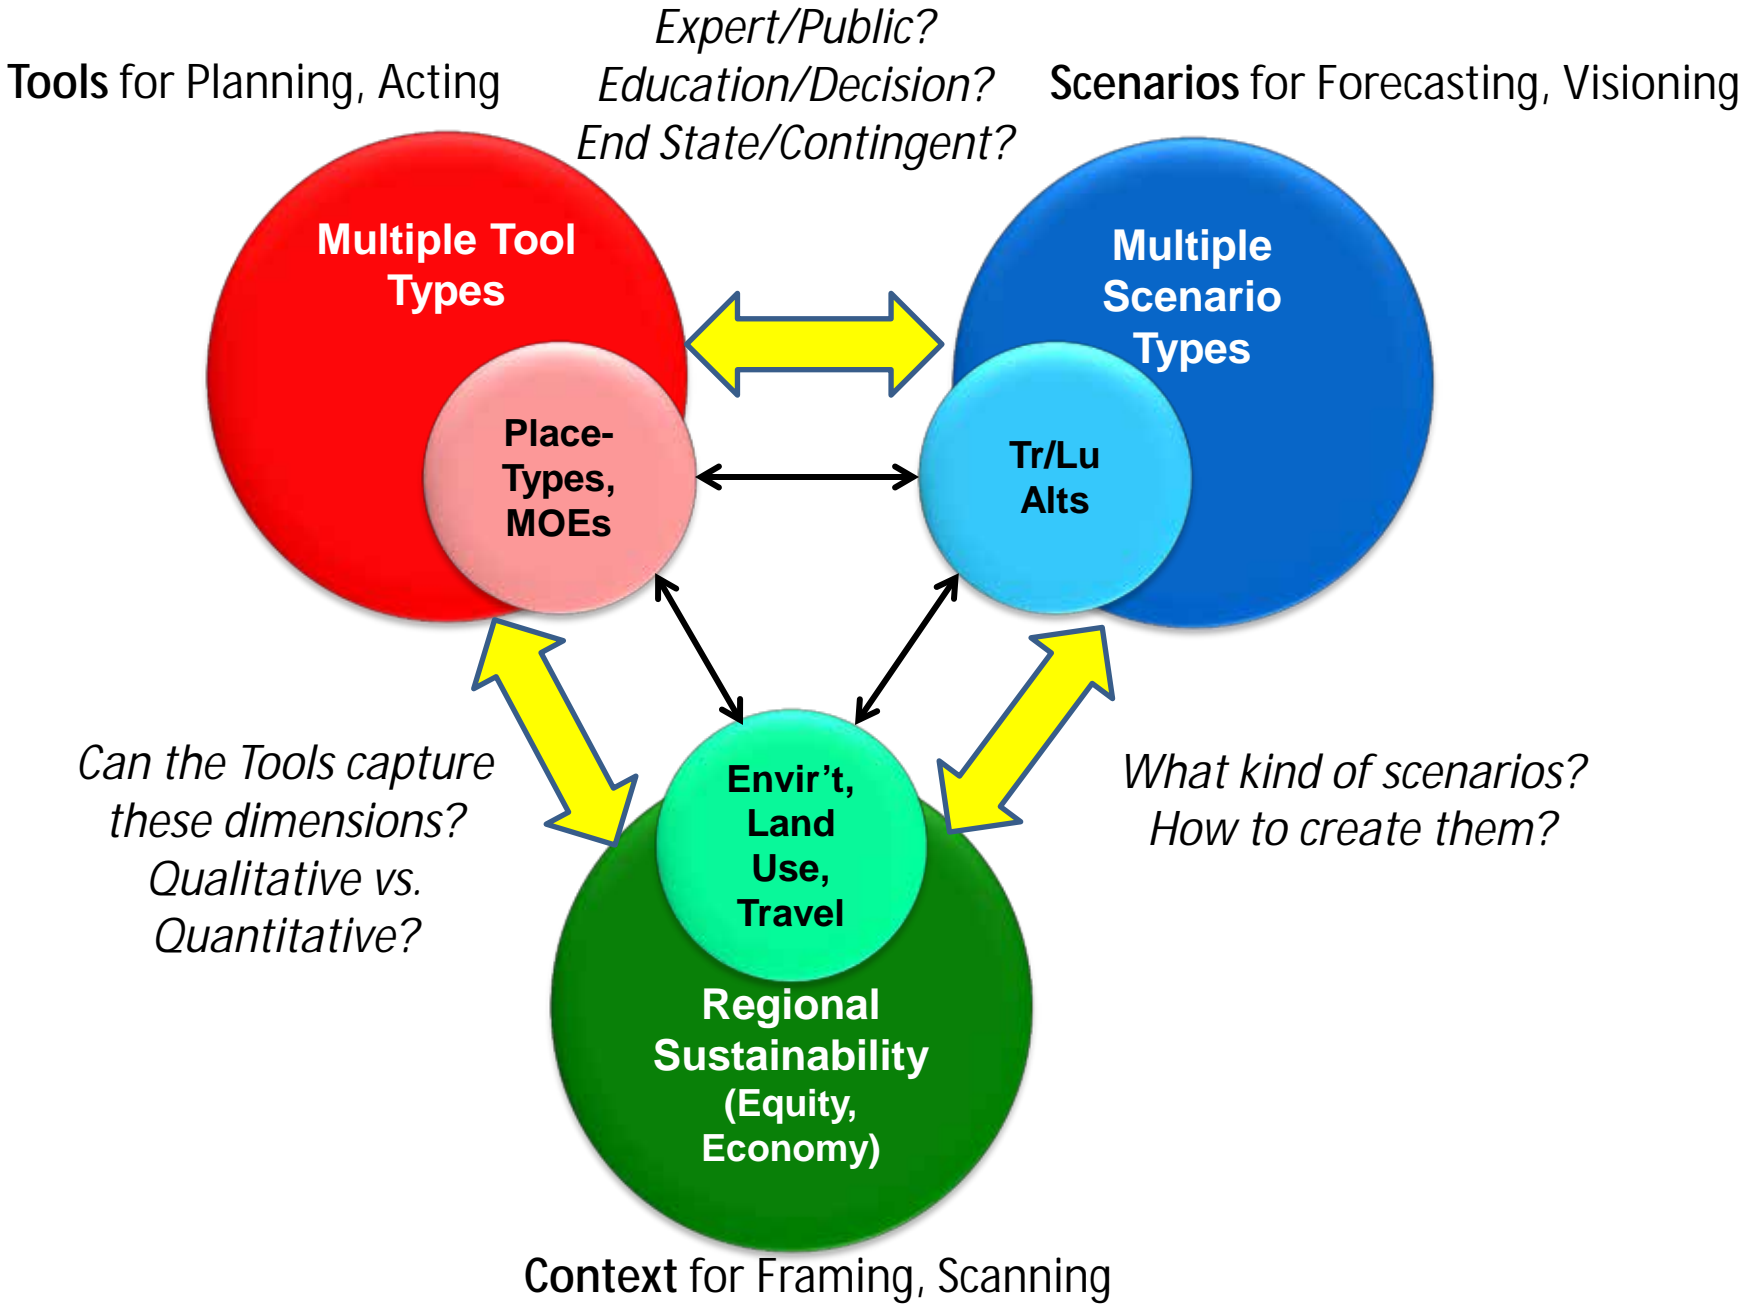 Expert/Public?
Education/Decision?
End State/Contingent?
Tools for Planning, Acting
Scenarios for Forecasting, Visioning
Multiple Tool
Types
Multiple
Scenario
Types
Place-
Types,
MOEs
Tr/Lu
Alts
Can the Tools capture
these dimensions?
Qualitative vs.
Quantitative?
What kind of scenarios?
How to create them?
Envir't,
Land
Use,
Travel
Regional
Sustainability
(Equity,
Economy)
Context for Framing, Scanning